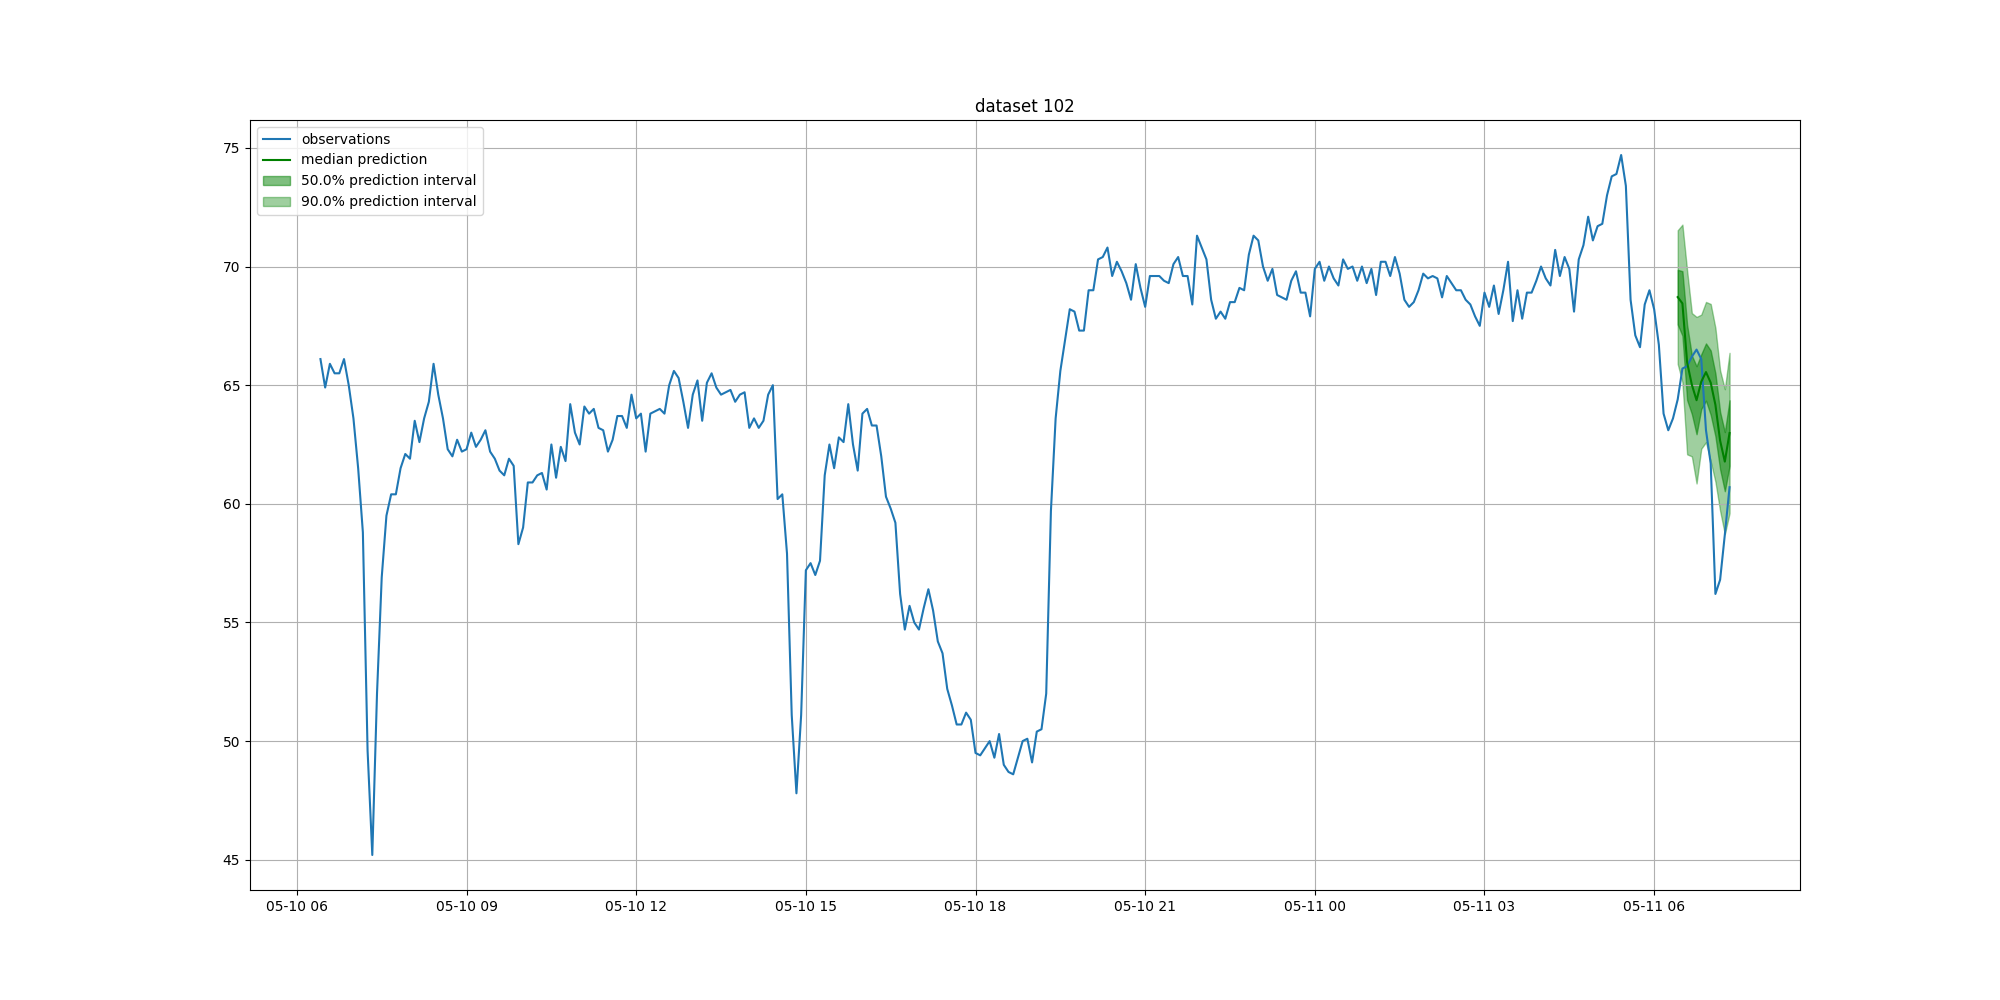 dataset 102
observations
median prediction
50.0% prediction interval
90.0% prediction interval
75
70
65
60
55
50
45
05-10 06 05-10 09 05-10 12 05-10 15 05-10 18 05-10 21 05-11 00 05-11 03 05-11 06